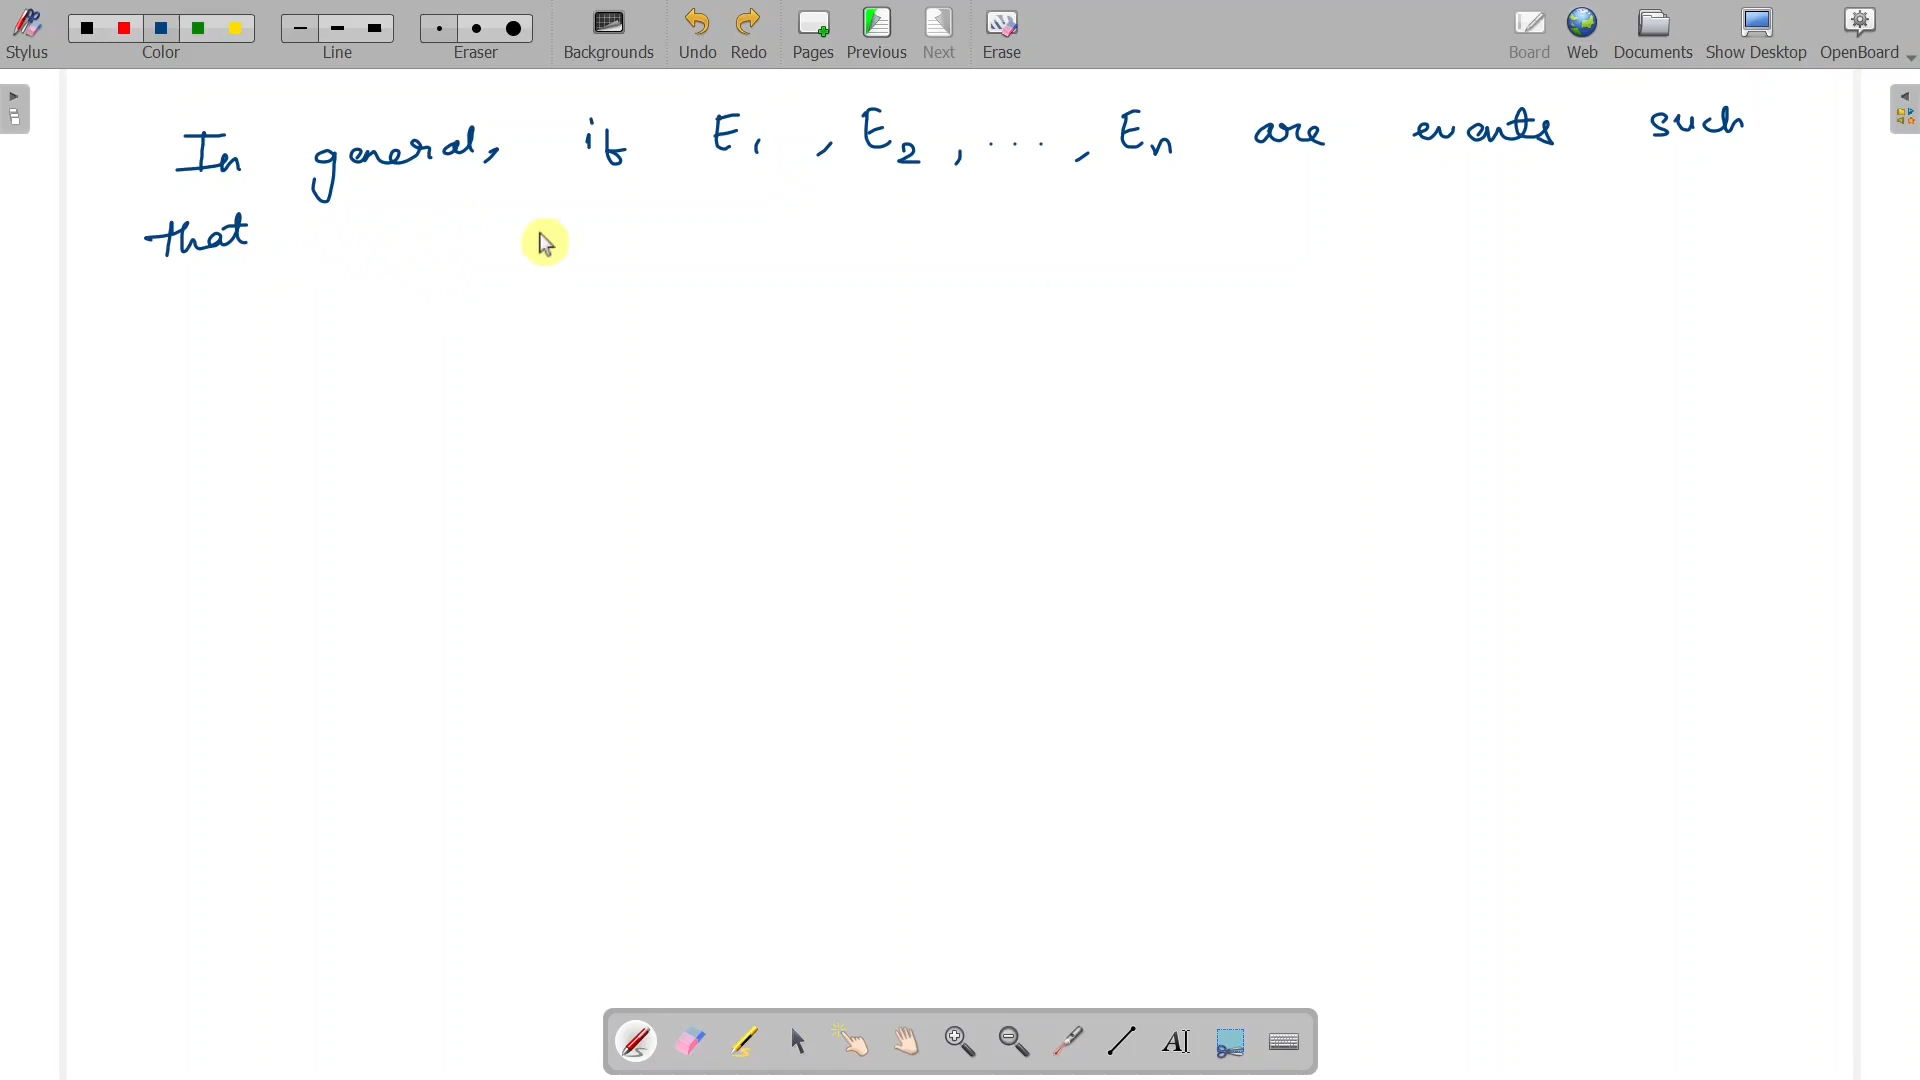 Stylus Color Line Eraser Backgrounds Undo Redo Pages Previous Next Erase Board Web Documents Show Desktop OpenBoard
In general, if E₁, E₂, ..., Eₙ are events such
that
AI